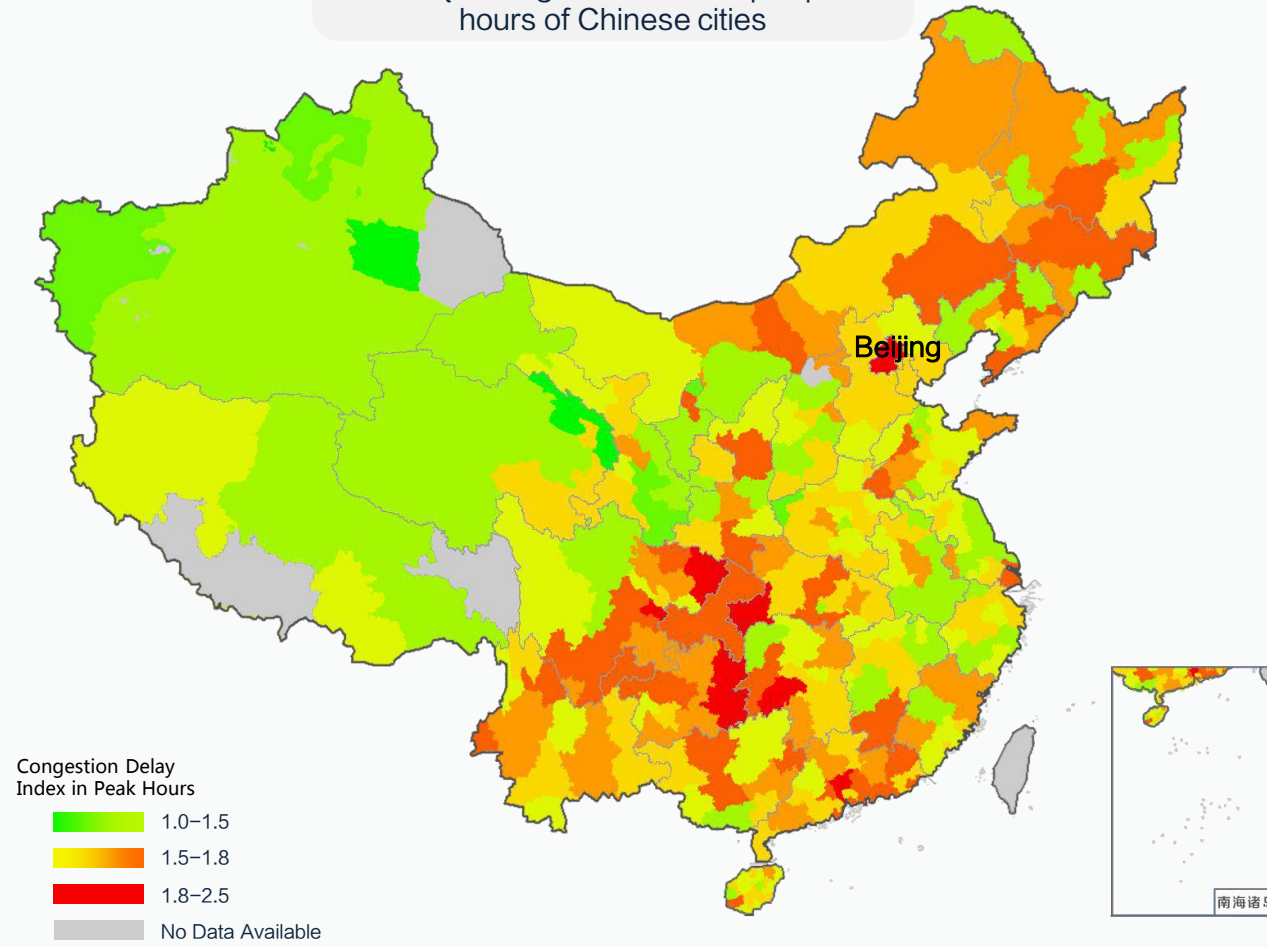 hours of Chinese cities
Beijing
Congestion Delay
Index in Peak Hours
1.0–1.5
1.5–1.8
1.8–2.5
No Data Available
南海诸